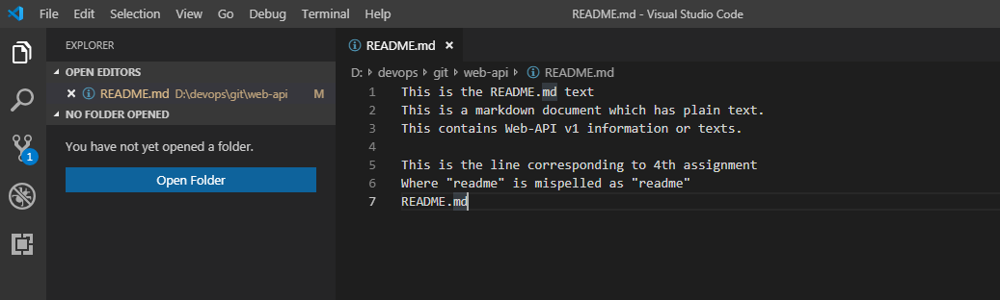 File Edit Selection View Go Debug Terminal Help README.md - Visual Studio Code
EXPLORER
OPEN EDITORS
README.md D:\devops\git\web-api M
NO FOLDER OPENED
You have not yet opened a folder.
Open Folder
1
README.md
D: devops git web-api README.md
1 This is the README.md text
2 This is a markdown document which has plain text.
3 This contains Web-API v1 information or texts.
4
5 This is the line corresponding to 4th assignment
6 Where "readme" is mispelled as "readme"
7 README.md